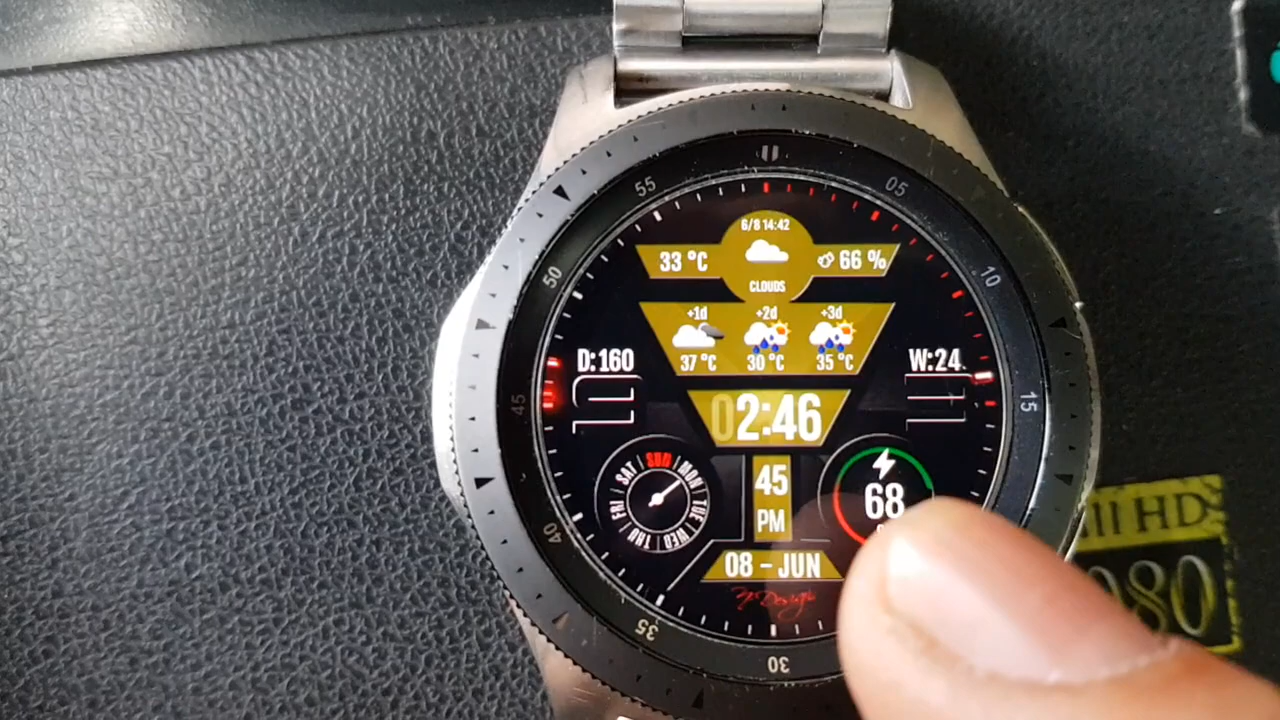 55
05
50
10
45
15
40
35
30
6/8 14:42
33 °C
66 %
CLOUDS
+1d
+2d
+3d
37 °C
30 °C
35 °C
D:160
W:24
02:46
45
PM
68
SAT
SUN
MON
TUE
WED
THU
FRI
08 - JUN
Design
HD
080